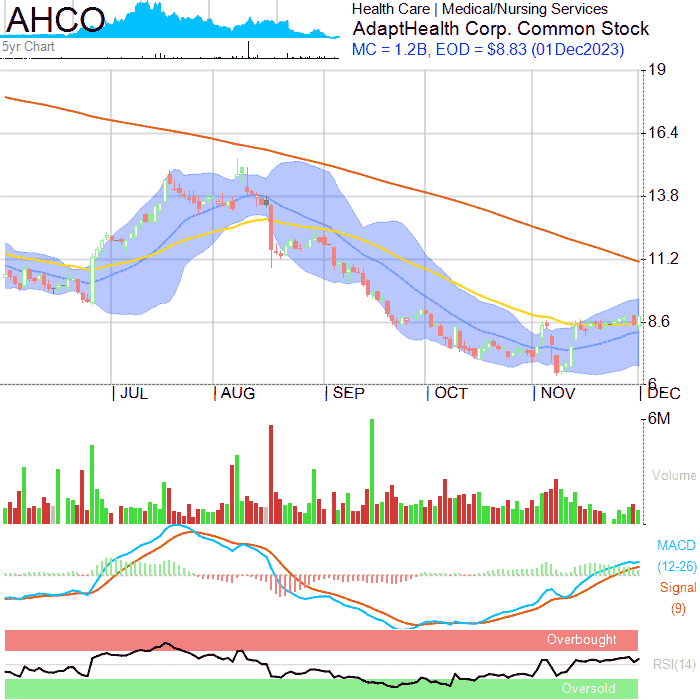 AHCO
5yr Chart
Health Care | Medical/Nursing Services
AdaptHealth Corp. Common Stock
MC = 1.2B, EOD = $8.83 (01Dec2023)
19
16.4
13.8
11.2
8.6
6
JUL
AUG
SEP
OCT
NOV
DEC
6M
Volume
MACD
(12-26)
Signal
(9)
Overbought
RSI(14)
Oversold